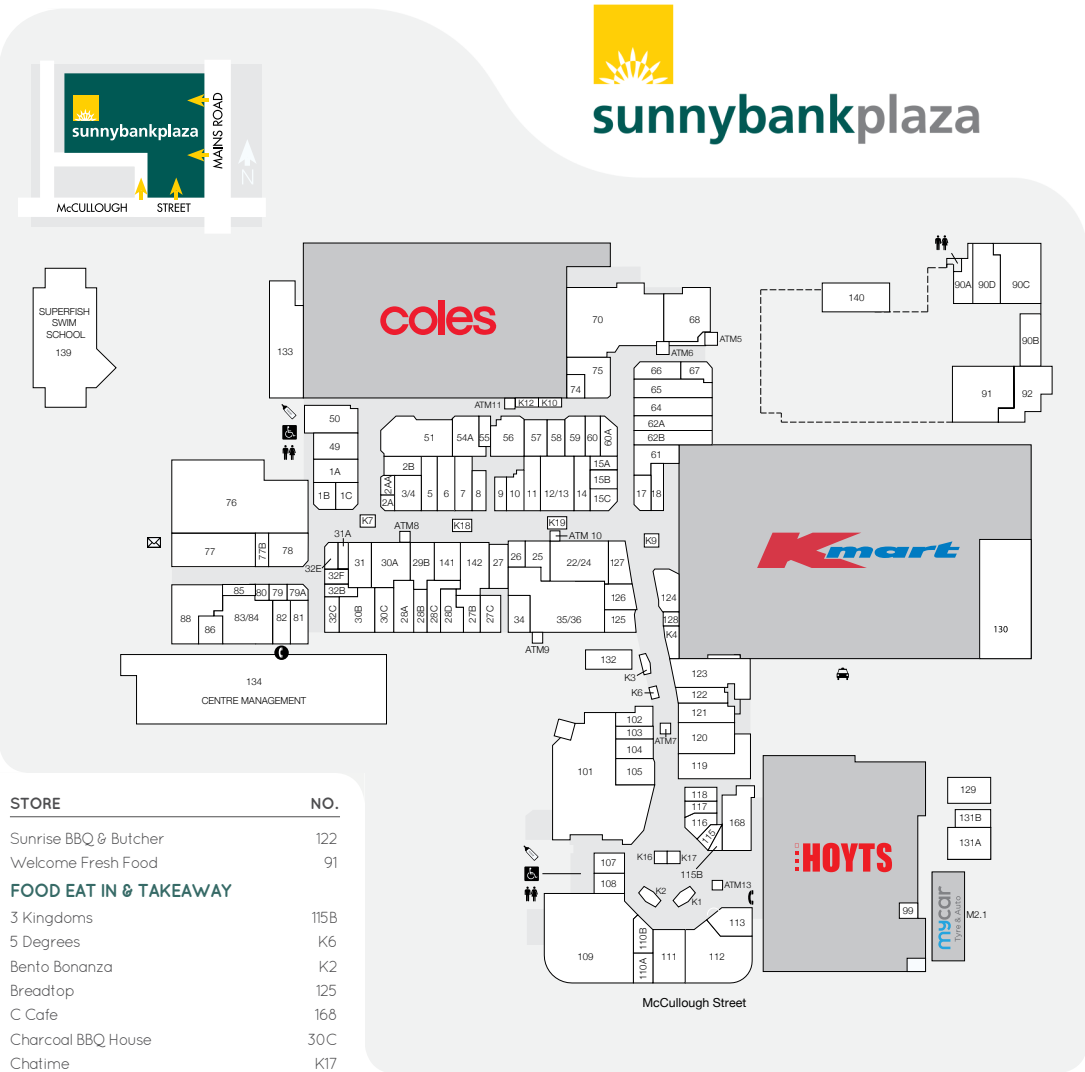 sunnybankplaza
sunnybankplaza
MAINS ROAD
N
McCULLOUGH STREET
SUPERFISH
SWIM
SCHOOL
139
133
coles
70
68
ATM5
ATM6
75
74
66
67
65
64
62A
62B
61
140
90A
90D
90C
90B
91
92
ATM11
K12
K10
50
49
1A
1B
1C
51
54A
55
56
57
58
59
60
60A
2B
2AA
2A
3/4
5
6
7
8
9
10
11
12/13
14
15A
15B
15C
17
18
76
77
77B
78
K7
ATM8
K18
K19
ATM 10
K9
Kmart
130
31A
32E
32F
32B
32C
31
30A
29B
141
142
27
30B
30C
28A
28B
28C
28D
27B
27C
26
25
22/24
127
126
125
34
35/36
ATM9
124
128
K4
88
86
85
83/84
80
79
79A
82
81
134
CENTRE MANAGEMENT
132
K3
K6
123
122
121
120
119
102
103
104
105
101
ATM7
118
117
116
115
168
115B
K16
K17
107
108
K2
K1
ATM13
109
110B
110A
111
112
113
HOYTS
99
129
131B
131A
mycar
Tyre & Auto
M2.1
McCullough Street
STORE NO.
Sunrise BBQ & Butcher 122
Welcome Fresh Food 91
FOOD EAT IN & TAKEAWAY
3 Kingdoms 115B
5 Degrees K6
Bento Bonanza K2
Breadtop 125
C Cafe 168
Charcoal BBQ House 30C
Chatime K17